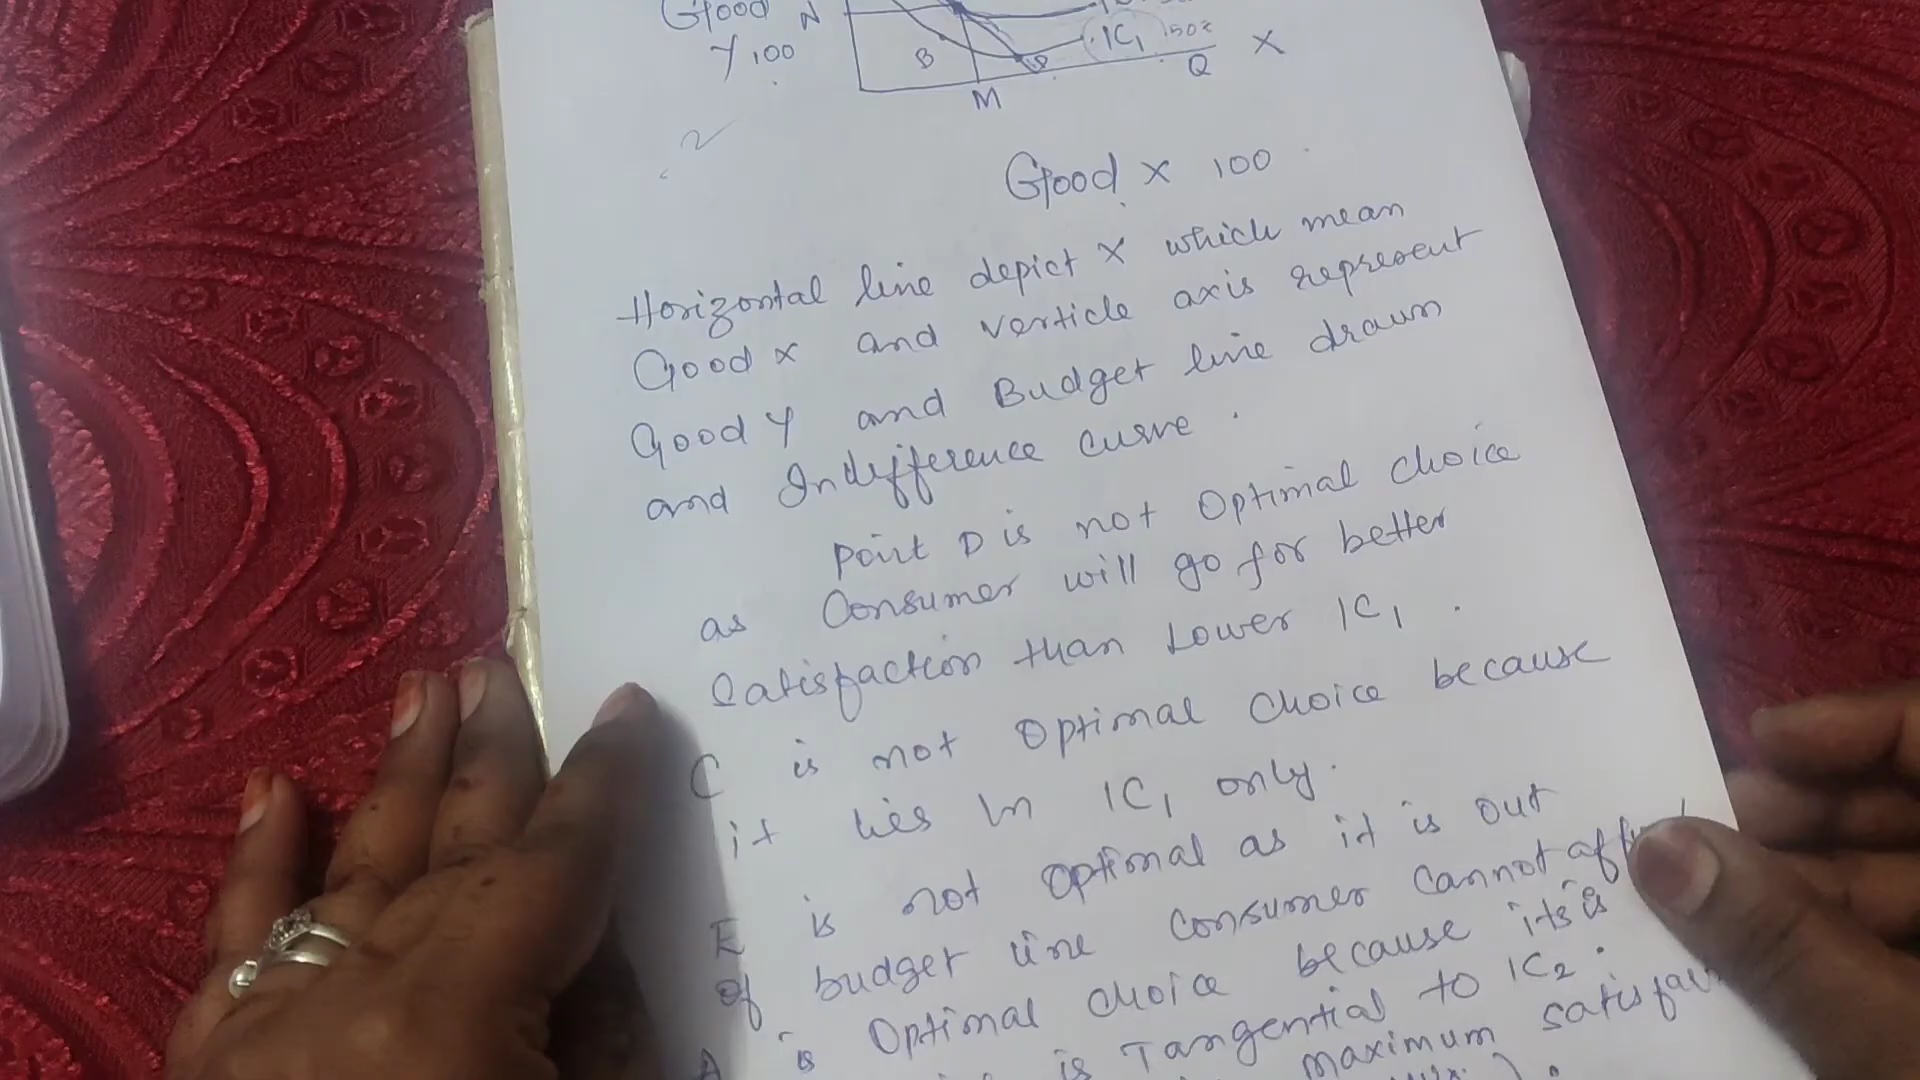 Good N
Y 100
B
IC1 150
Q X
M
Good x 100
Horizontal line depict X which mean
Good x and verticle axis represent
Good Y and Budget line drawn
and Indifference curve.
Point D is not Optimal choice
as Consumer will go for better
Satisfaction than Lower IC1.
C is not Optimal choice because
it lies in IC1 only.
E is not optimal as it is out
of budget line consumer cannot
A is Optimal choice because its is
is Tangential to IC2.
maximum